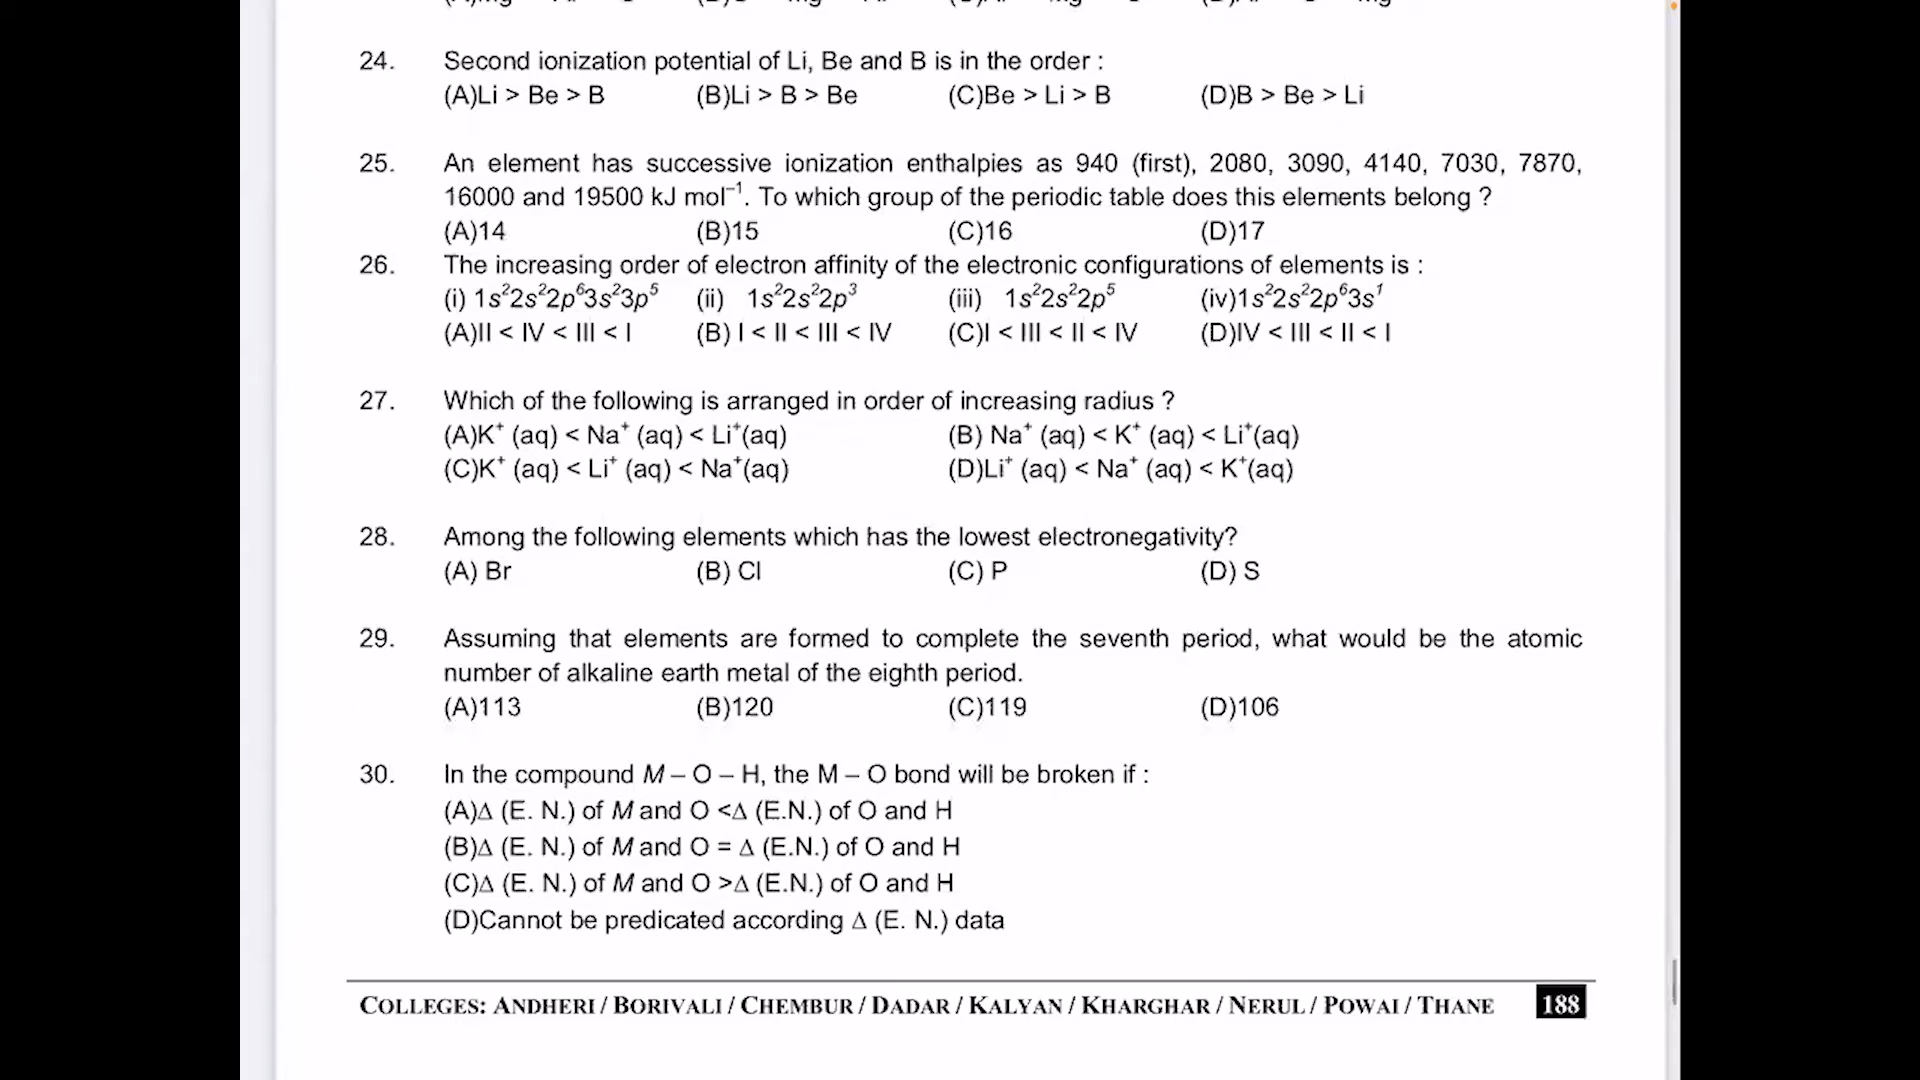 24. Second ionization potential of Li, Be and B is in the order :
(A)Li > Be > B (B)Li > B > Be (C)Be > Li > B (D)B > Be > Li
25. An element has successive ionization enthalpies as 940 (first), 2080, 3090, 4140, 7030, 7870,
16000 and 19500 kJ mol⁻¹. To which group of the periodic table does this elements belong ?
(A)14 (B)15 (C)16 (D)17
26. The increasing order of electron affinity of the electronic configurations of elements is :
(i) 1s²2s²2p⁶3s²3p⁵ (ii) 1s²2s²2p³ (iii) 1s²2s²2p⁵ (iv)1s²2s²2p⁶3s¹
(A)II < IV < III < I (B) I < II < III < IV (C)I < III < II < IV (D)IV < III < II < I
27. Which of the following is arranged in order of increasing radius ?
(A)K⁺ (aq) < Na⁺ (aq) < Li⁺(aq) (B) Na⁺ (aq) < K⁺ (aq) < Li⁺(aq)
(C)K⁺ (aq) < Li⁺ (aq) < Na⁺(aq) (D)Li⁺ (aq) < Na⁺ (aq) < K⁺(aq)
28. Among the following elements which has the lowest electronegativity?
(A) Br (B) Cl (C) P (D) S
29. Assuming that elements are formed to complete the seventh period, what would be the atomic
number of alkaline earth metal of the eighth period.
(A)113 (B)120 (C)119 (D)106
30. In the compound M – O – H, the M – O bond will be broken if :
(A)Δ (E. N.) of M and O <Δ (E.N.) of O and H
(B)Δ (E. N.) of M and O = Δ (E.N.) of O and H
(C)Δ (E. N.) of M and O >Δ (E.N.) of O and H
(D)Cannot be predicated according Δ (E. N.) data
COLLEGES: ANDHERI / BORIVALI / CHEMBUR / DADAR / KALYAN / KHARGHAR / NERUL / POWAI / THANE 188